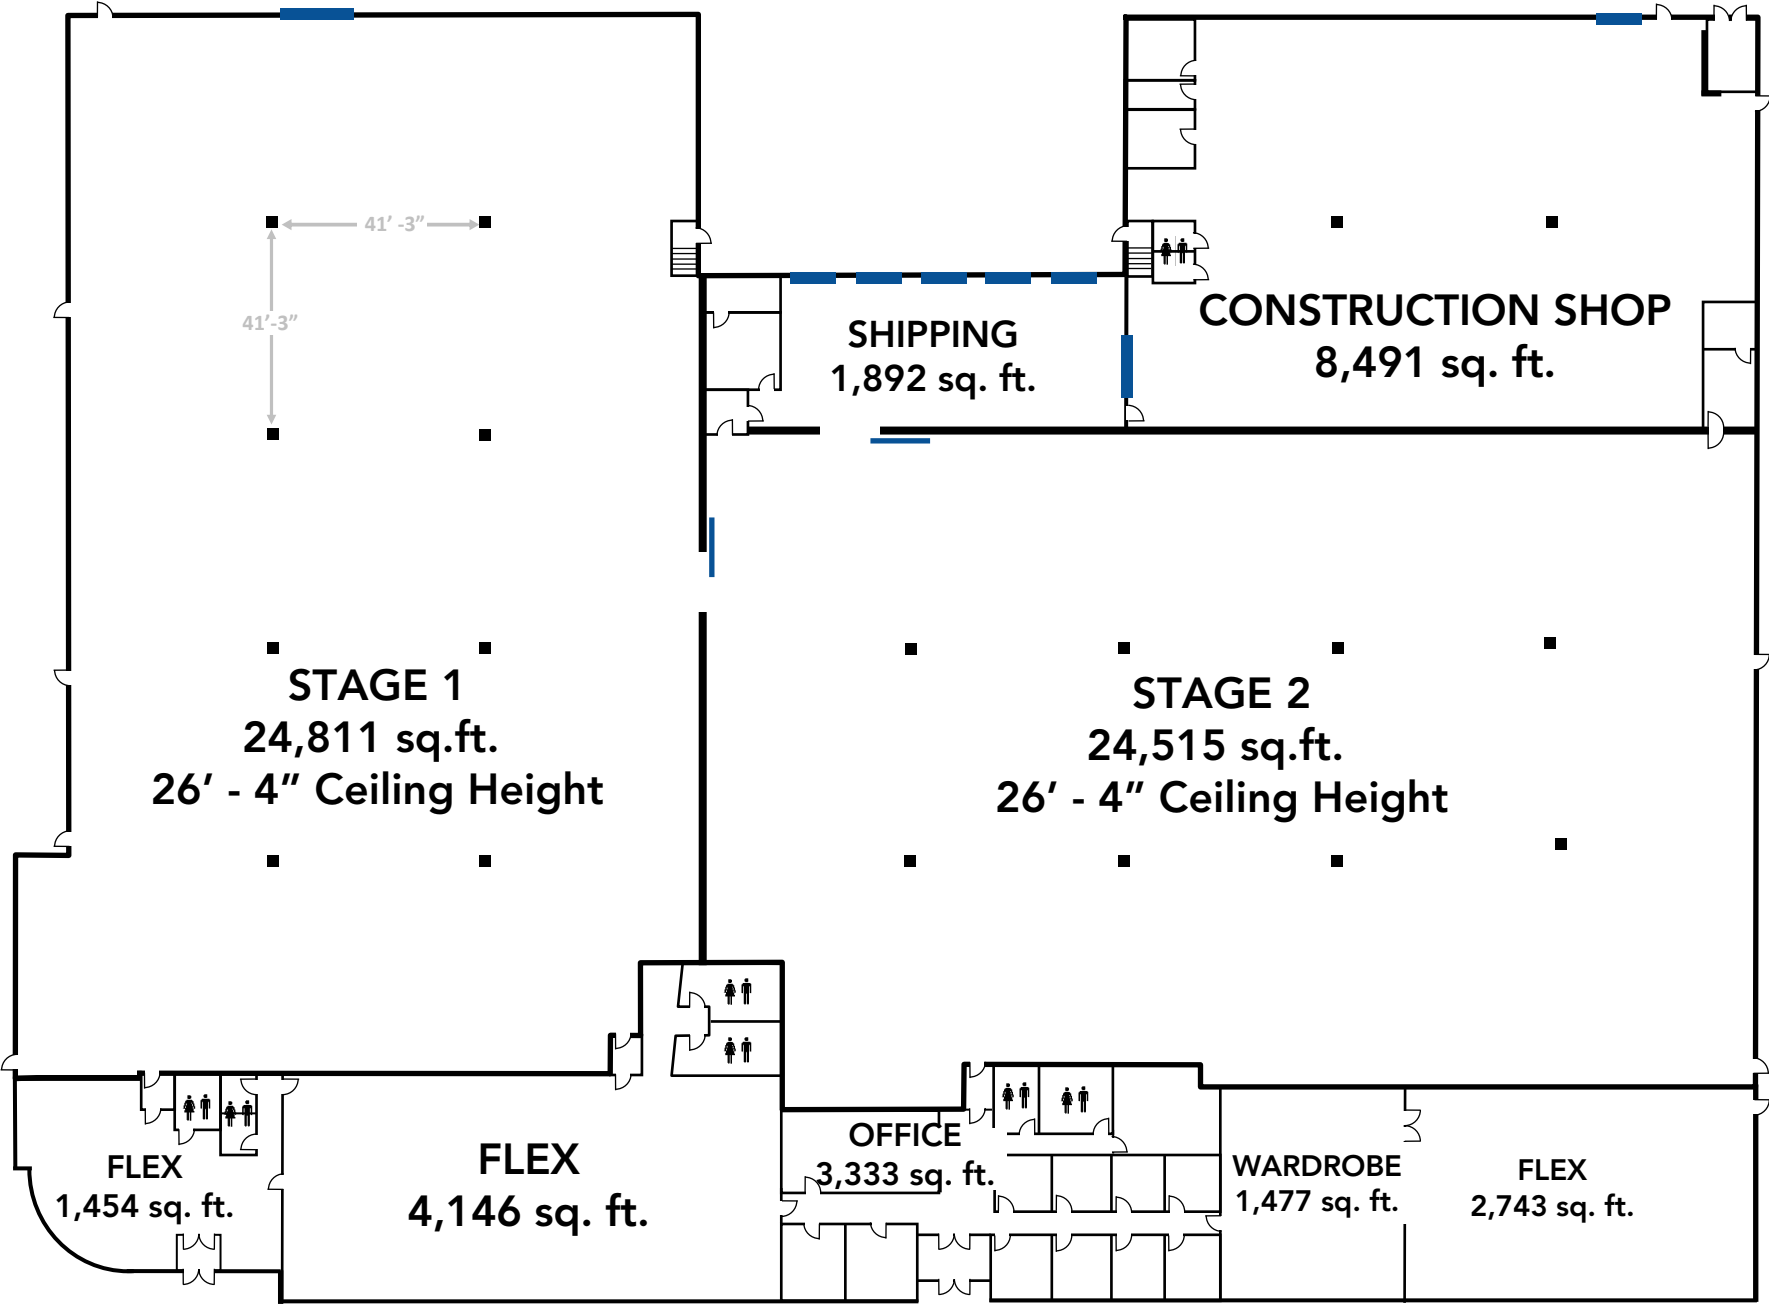 41’ -3”
41’-3”
SHIPPING
1,892 sq. ft.
CONSTRUCTION SHOP
8,491 sq. ft.
STAGE 1
24,811 sq.ft.
26’ - 4” Ceiling Height
STAGE 2
24,515 sq.ft.
26’ - 4” Ceiling Height
FLEX
1,454 sq. ft.
FLEX
4,146 sq. ft.
OFFICE
3,333 sq. ft.
WARDROBE
1,477 sq. ft.
FLEX
2,743 sq. ft.